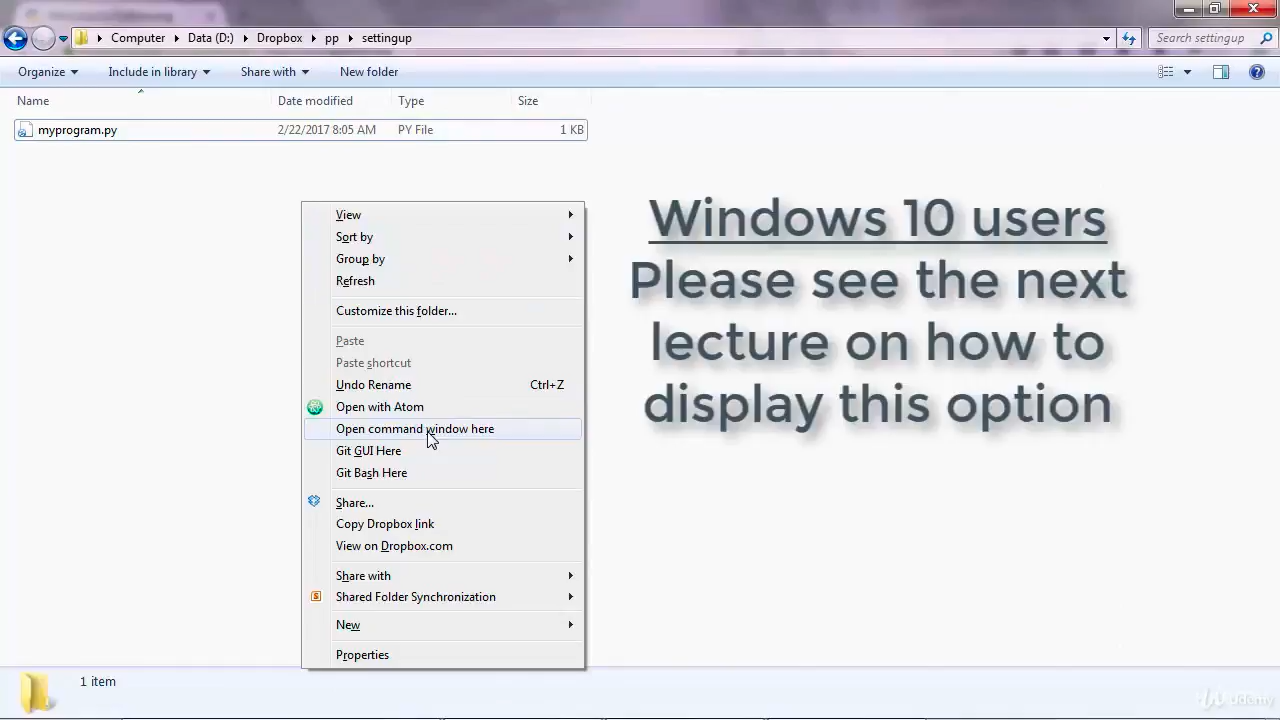 Computer Data (D:) Dropbox pp settingup
Search settingup
Organize Include in library Share with New folder
Name Date modified Type Size
myprogram.py 2/22/2017 8:05 AM PY File 1 KB
View
Sort by
Group by
Refresh
Customize this folder...
Paste
Paste shortcut
Undo Rename Ctrl+Z
Open with Atom
Open command window here
Git GUI Here
Git Bash Here
Share...
Copy Dropbox link
View on Dropbox.com
Share with
Shared Folder Synchronization
New
Properties
Windows 10 users
Please see the next
lecture on how to
display this option
1 item
Udemy